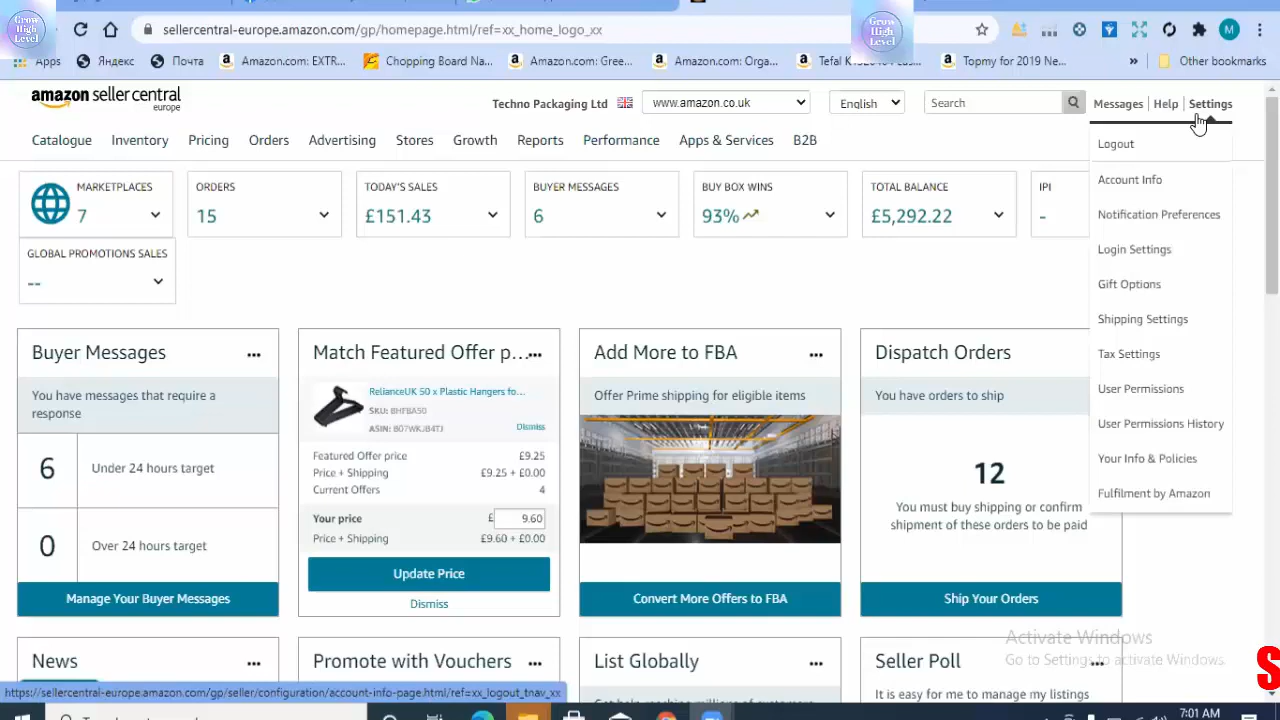 Grow High Level
sellercentral-europe.amazon.com/gp/homepage.html/ref=xx_home_logo_xx
Grow High Level
M
Apps
Яндекс
Почта
Amazon.com: EXTR...
Chopping Board Na...
Amazon.com: Gree...
Amazon.com: Orga...
Topmy for 2019 Ne...
»
Other bookmarks
amazon seller central
europe
Techno Packaging Ltd
www.amazon.co.uk
English
Search
Messages | Help | Settings
Catalogue Inventory Pricing Orders Advertising Stores Growth Reports Performance Apps & Services B2B
Logout
Account Info
Notification Preferences
Login Settings
Gift Options
Shipping Settings
Tax Settings
User Permissions
User Permissions History
Your Info & Policies
Fulfilment by Amazon
MARKETPLACES
7
ORDERS
15
TODAY'S SALES
£151.43
BUYER MESSAGES
6
BUY BOX WINS
93%
TOTAL BALANCE
£5,292.22
IPI
-
GLOBAL PROMOTIONS SALES
--
Buyer Messages
You have messages that require a
response
6 Under 24 hours target
0 Over 24 hours target
Manage Your Buyer Messages
Match Featured Offer p...
RelianceUK 50 x Plastic Hangers fo...
SKU: BHFBA50
ASIN: B07WKJB4TJ
Dismiss
Featured Offer price £9.25
Price + Shipping £9.25 + £0.00
Current Offers 4
Your price £ 9.60
Price + Shipping £9.60 + £0.00
Update Price
Dismiss
Add More to FBA
Offer Prime shipping for eligible items
Convert More Offers to FBA
Dispatch Orders
You have orders to ship
12
You must buy shipping or confirm
shipment of these orders to be paid
Ship Your Orders
News
Promote with Vouchers
List Globally
Seller Poll
It is easy for me to manage my listings
Activate Windows
Go to Settings to activate Windows.
S
https://sellercentral-europe.amazon.com/gp/seller/configuration/account-info-page.html/ref=xx_logout_tnav_xx
7:01 AM